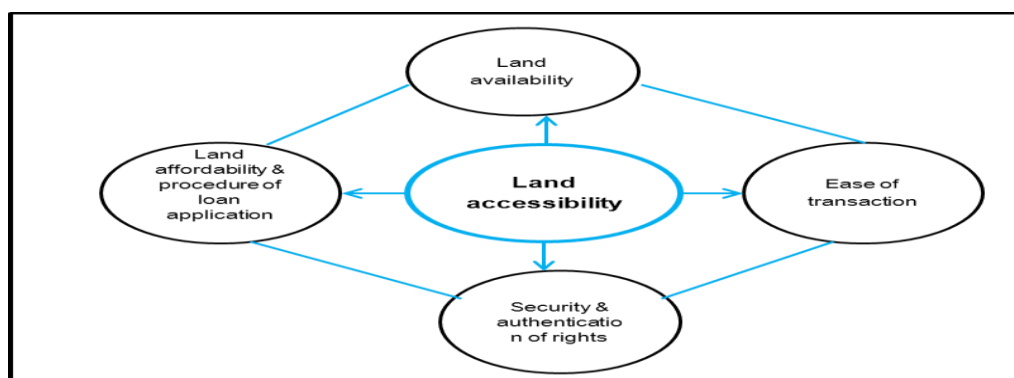 Land
availability
Land
affordability &
procedure of
loan
application
Land
accessibility
Ease of
transaction
Security &
authenticatio
n of rights